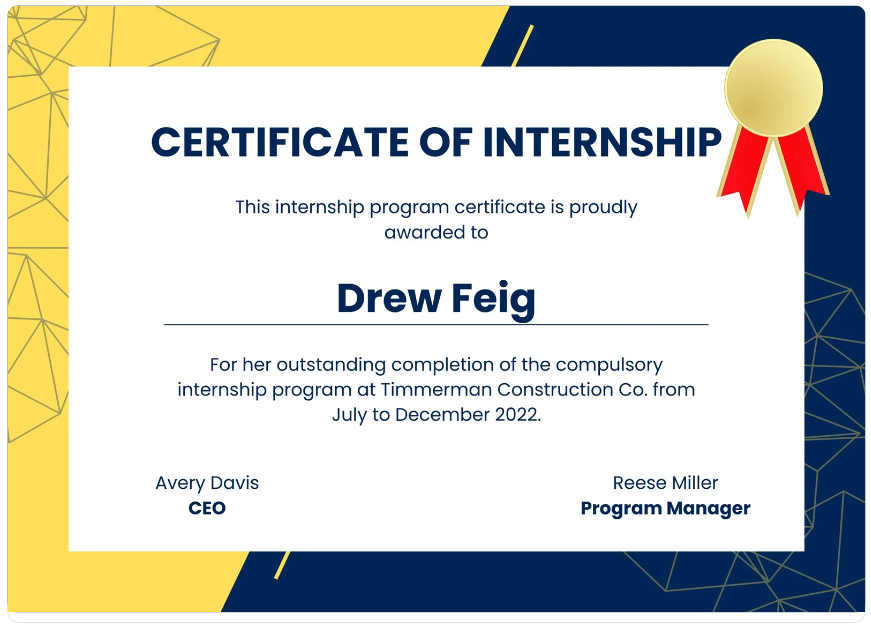 CERTIFICATE OF INTERNSHIP
This internship program certificate is proudly
awarded to
Drew Feig
For her outstanding completion of the compulsory
internship program at Timmerman Construction Co. from
July to December 2022.
Avery Davis
CEO
Reese Miller
Program Manager